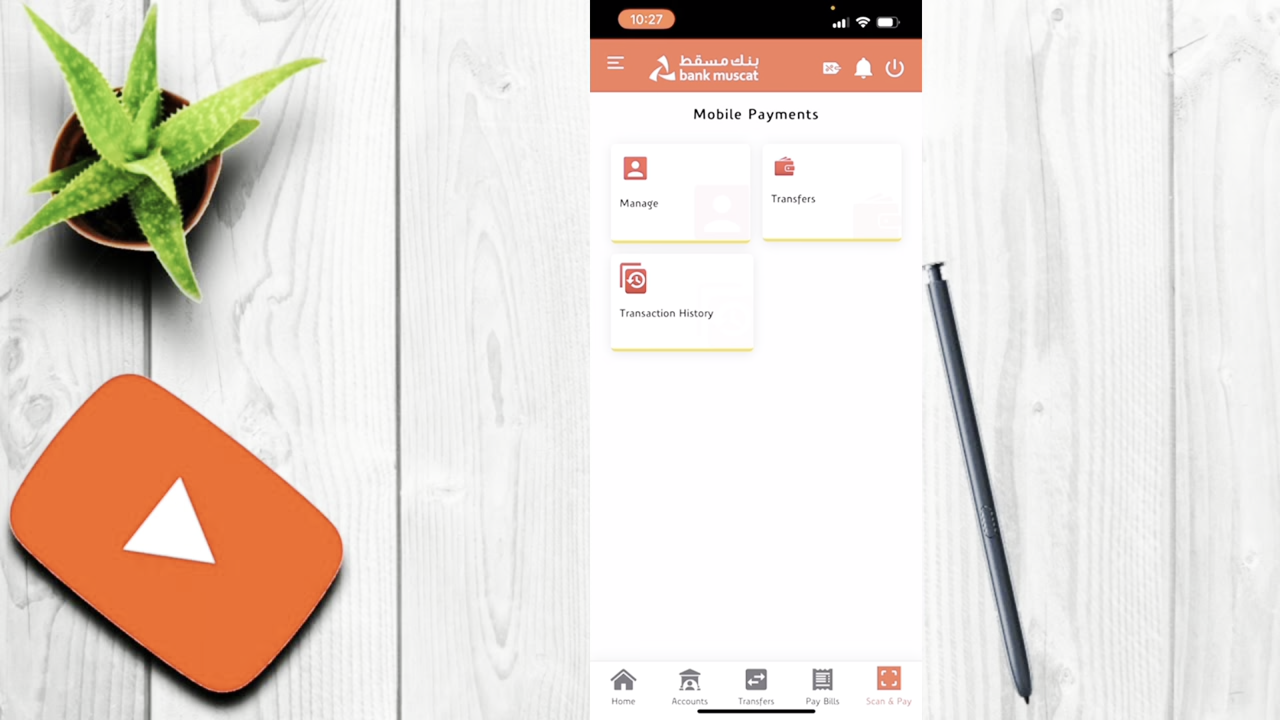 10:27
بنك مسقط
bank muscat
Mobile Payments
Manage
Transfers
Transaction History
Home
Accounts
Transfers
Pay Bills
Scan & Pay